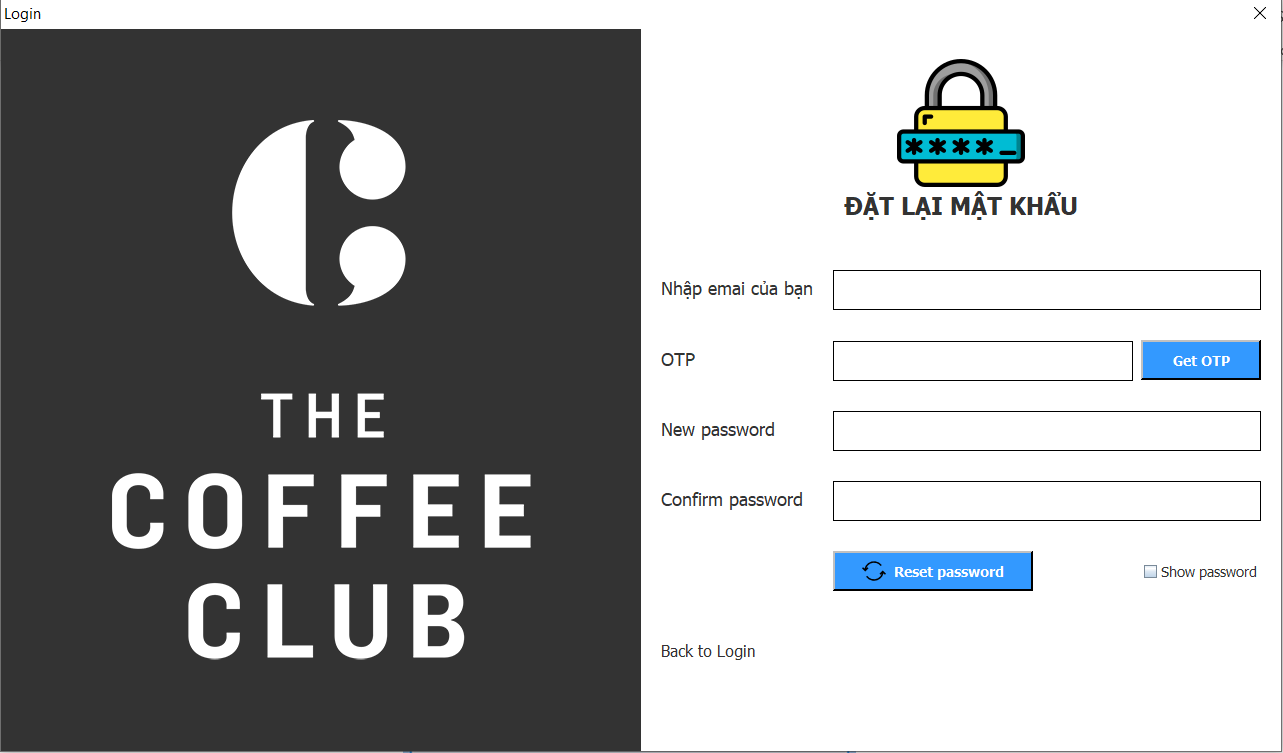 Login
THE
COFFEE
CLUB
****_
ĐẶT LẠI MẬT KHẨU
Nhập emai của bạn
OTP
Get OTP
New password
Confirm password
Reset password
Show password
Back to Login